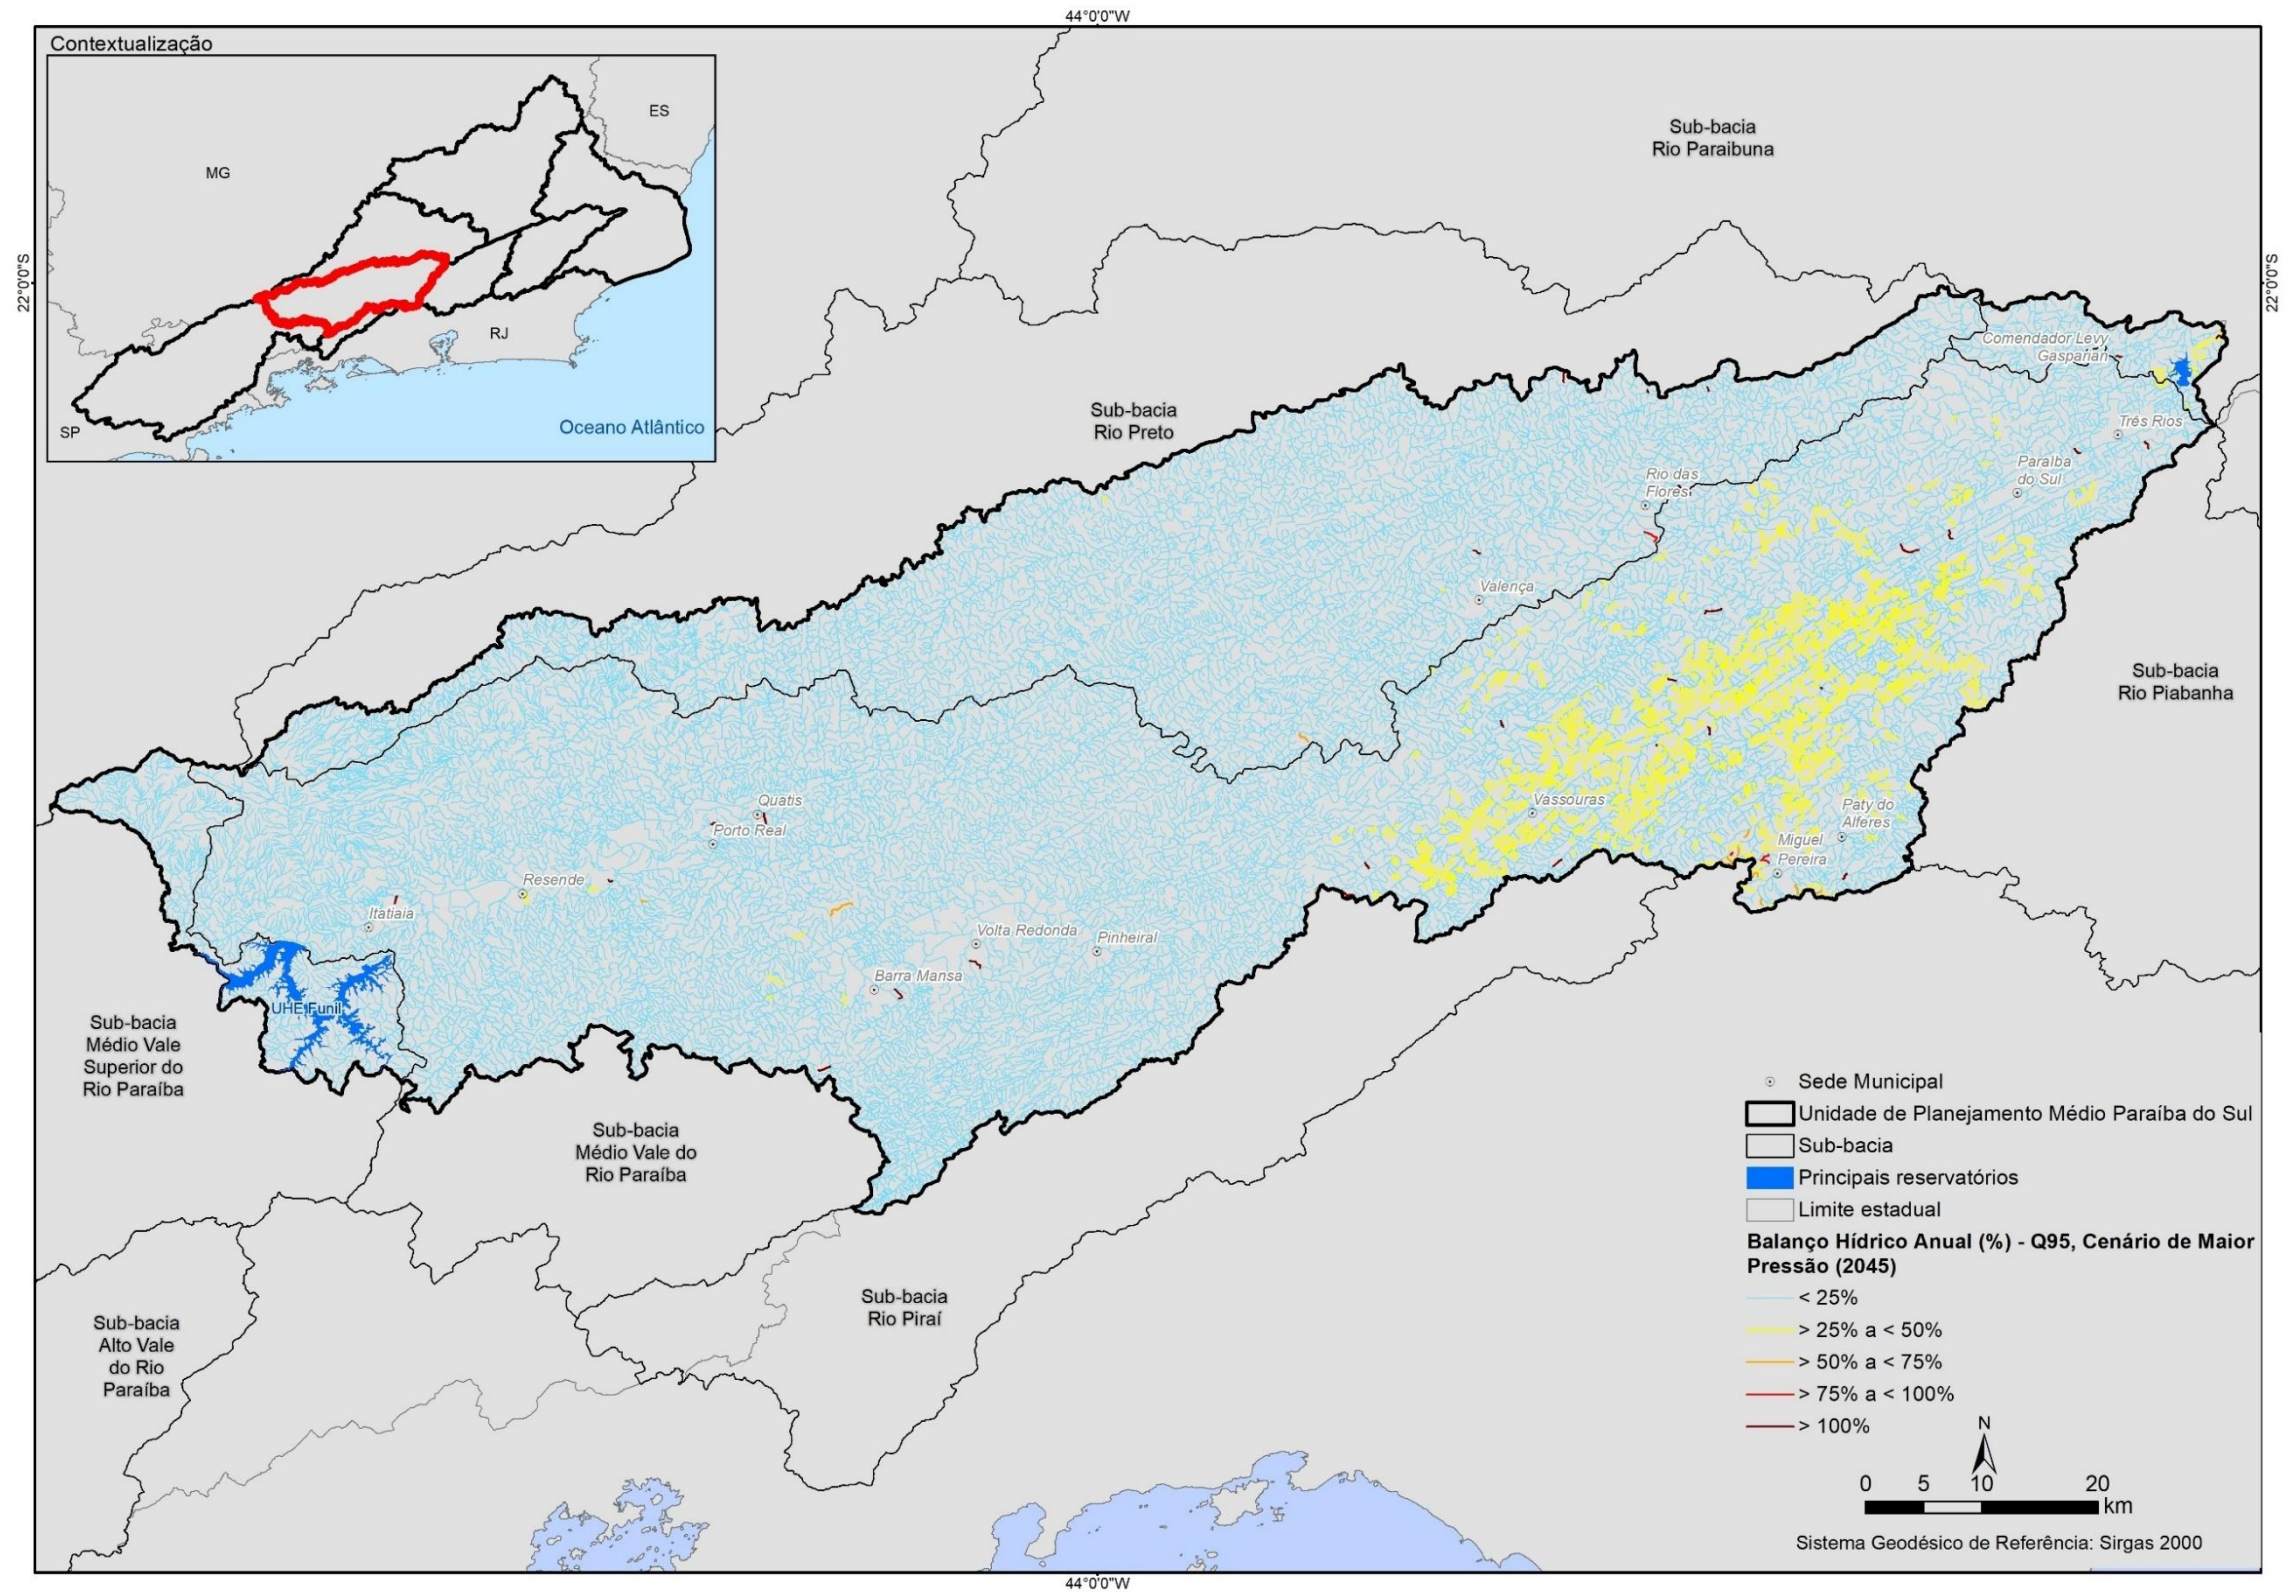 44°0'0"W
Contextualização
ES
MG
RJ
SP
Oceano Atlântico
22°0'0"S
22°0'0"S
Sub-bacia
Rio Paraibuna
Sub-bacia
Rio Preto
Comendador Levy
Gasparian
Três Rios
Paraíba
do Sul
Rio das
Flores
Valença
Sub-bacia
Rio Piabanha
Quatis
Porto Real
Vassouras
Paty do
Alferes
Miguel
Pereira
Resende
Itatiaia
Volta Redonda
Pinheiral
Barra Mansa
UHE Funil
Sub-bacia
Médio Vale
Superior do
Rio Paraíba
Sub-bacia
Médio Vale do
Rio Paraíba
Sub-bacia
Rio Piraí
Sub-bacia
Alto Vale
do Rio
Paraíba
Sede Municipal
Unidade de Planejamento Médio Paraíba do Sul
Sub-bacia
Principais reservatórios
Limite estadual
Balanço Hídrico Anual (%) - Q95, Cenário de Maior
Pressão (2045)
< 25%
> 25% a < 50%
> 50% a < 75%
> 75% a < 100%
> 100%
N
0 5 10 20
km
Sistema Geodésico de Referência: Sirgas 2000
44°0'0"W